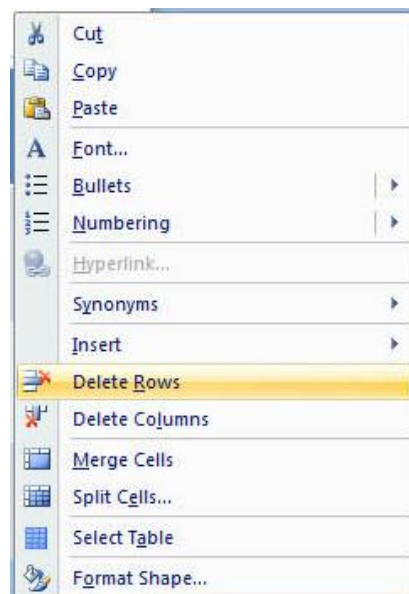 Cut
Copy
Paste
Font...
Bullets
Numbering
Hyperlink...
Synonyms
Insert
Delete Rows
Delete Columns
Merge Cells
Split Cells...
Select Table
Format Shape...